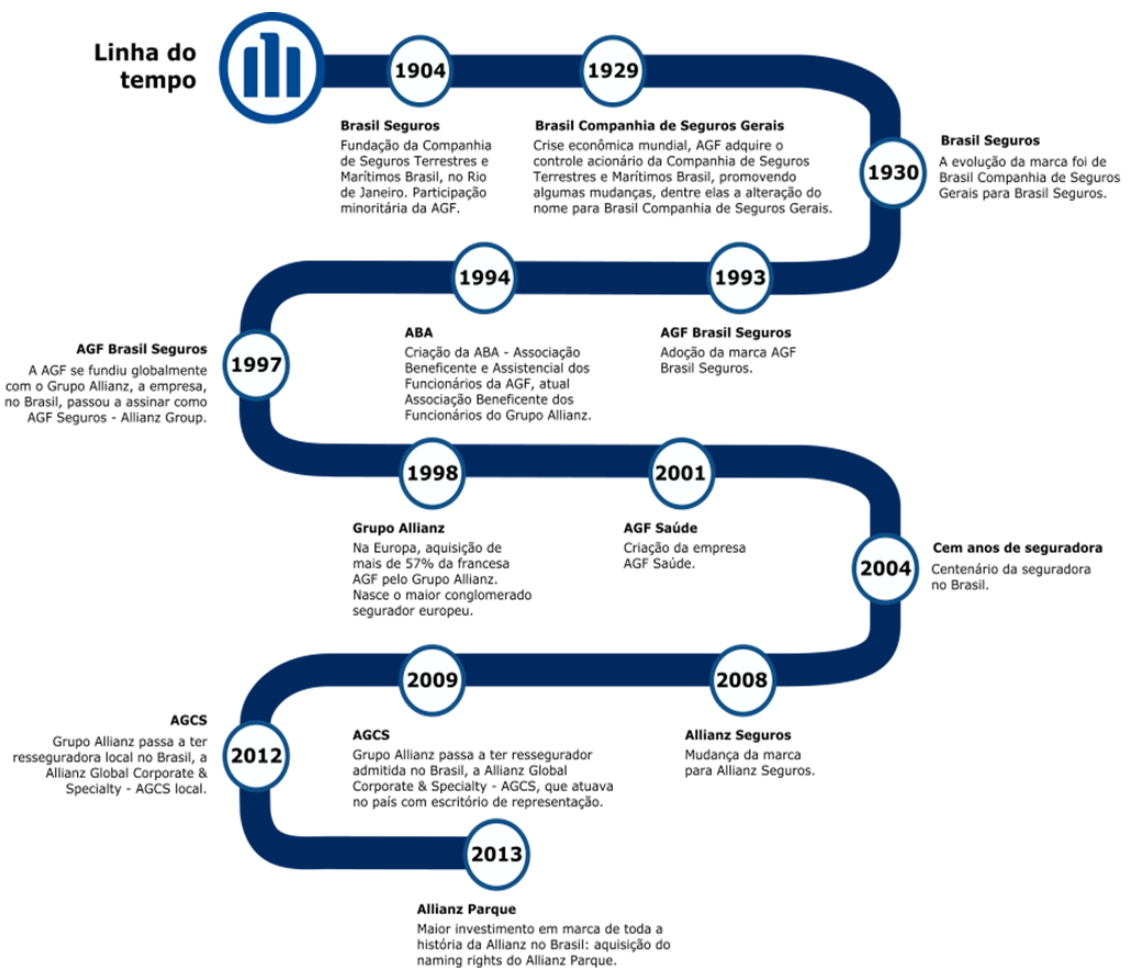 Linha do
tempo
1904
Brasil Seguros
Fundação da Companhia
de Seguros Terrestres e
Marítimos Brasil, no Rio
de Janeiro. Participação
minoritária da AGF.
1929
Brasil Companhia de Seguros Gerais
Crise econômica mundial, AGF adquire o
controle acionário da Companhia de Seguros
Terrestres e Marítimos Brasil, promovendo
algumas mudanças, dentre elas a alteração do
nome para Brasil Companhia de Seguros Gerais.
1930
Brasil Seguros
A evolução da marca foi de
Brasil Companhia de Seguros
Gerais para Brasil Seguros.
1993
AGF Brasil Seguros
Adoção da marca AGF
Brasil Seguros.
1994
ABA
Criação da ABA - Associação
Beneficente e Assistencial dos
Funcionários da AGF, atual
Associação Beneficente dos
Funcionários do Grupo Allianz.
1997
AGF Brasil Seguros
A AGF se fundiu globalmente
com o Grupo Allianz, a empresa,
no Brasil, passou a assinar como
AGF Seguros - Allianz Group.
1998
Grupo Allianz
Na Europa, aquisição de
mais de 57% da francesa
AGF pelo Grupo Allianz.
Nasce o maior conglomerado
segurador europeu.
2001
AGF Saúde
Criação da empresa
AGF Saúde.
2004
Cem anos de seguradora
Centenário da seguradora
no Brasil.
2008
Allianz Seguros
Mudança da marca
para Allianz Seguros.
2009
AGCS
Grupo Allianz passa a ter ressegurador
admitida no Brasil, a Allianz Global
Corporate & Specialty - AGCS, que atuava
no país com escritório de representação.
2012
AGCS
Grupo Allianz passa a ter
resseguradora local no Brasil, a
Allianz Global Corporate &
Specialty - AGCS local.
2013
Allianz Parque
Maior investimento em marca de toda a
história da Allianz no Brasil: aquisição do
naming rights do Allianz Parque.